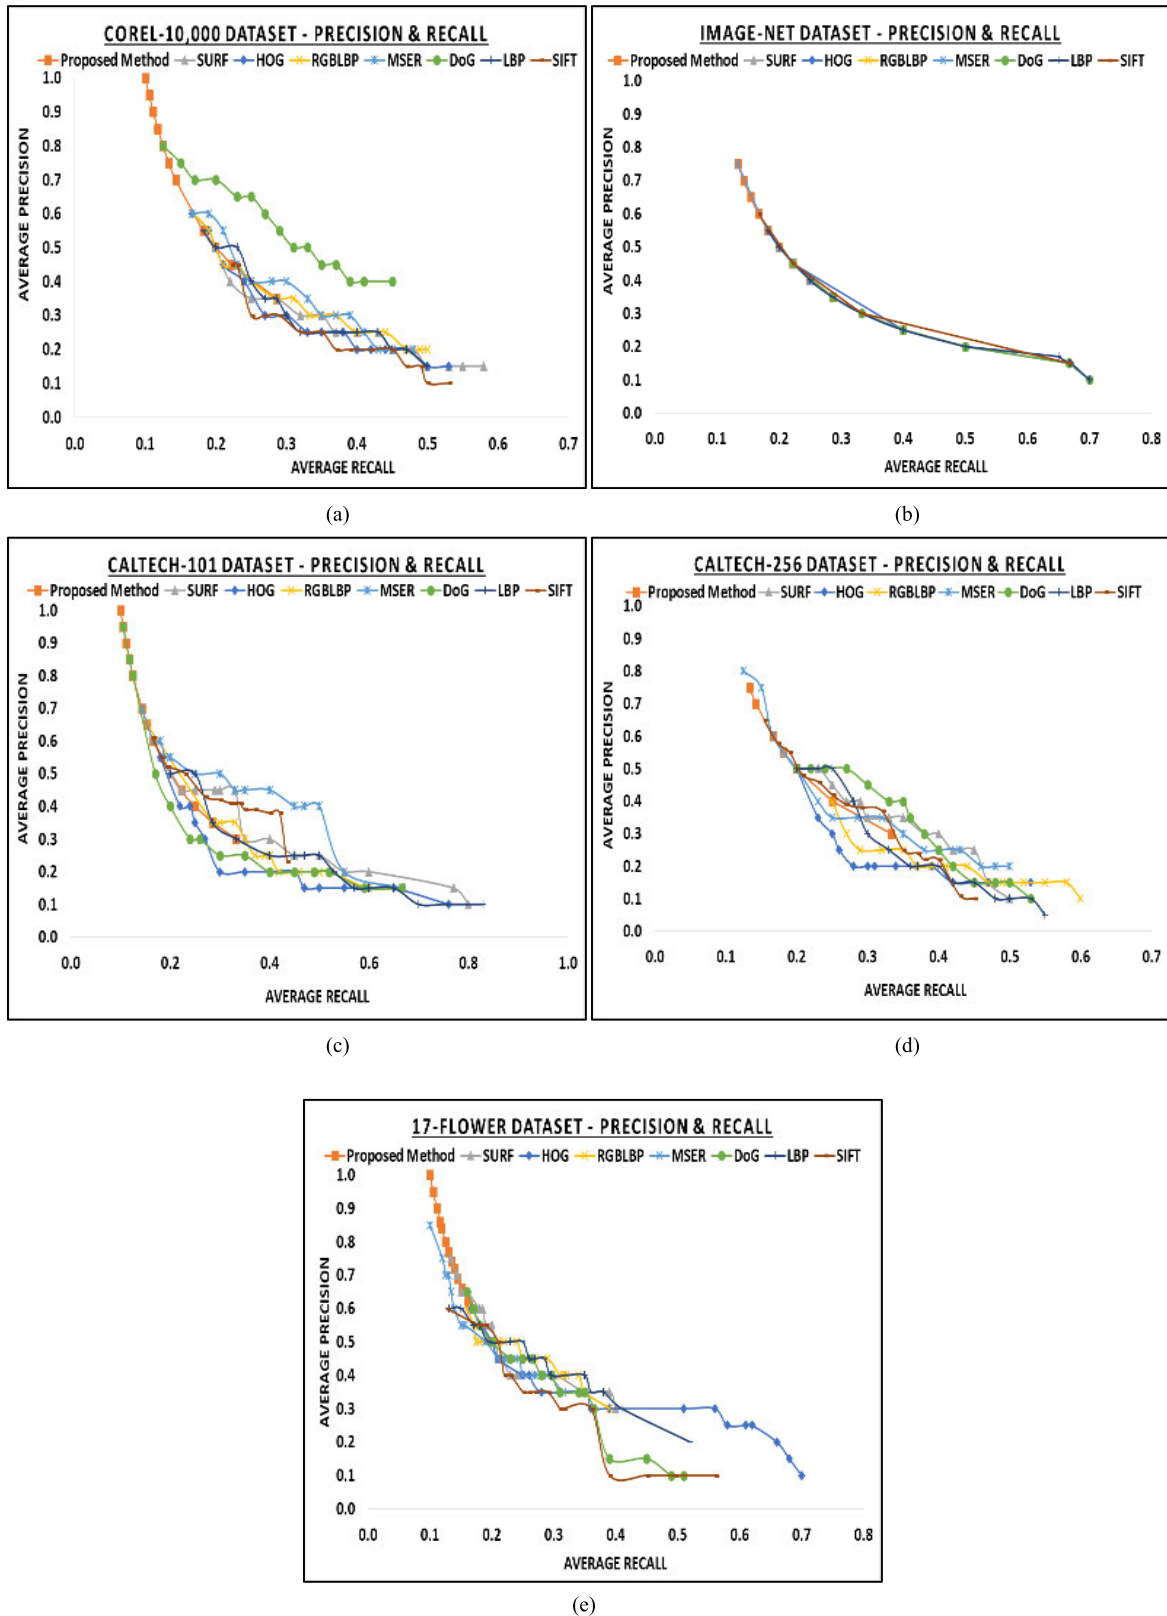 COREL-10,000 DATASET - PRECISION & RECALL
Proposed Method SURF HOG RGBLBP MSER DoG LBP SIFT
AVERAGE PRECISION
1.0
0.9
0.8
0.7
0.6
0.5
0.4
0.3
0.2
0.1
0.0
0.0 0.1 0.2 0.3 0.4 0.5 0.6 0.7
AVERAGE RECALL
(a)
IMAGE-NET DATASET - PRECISION & RECALL
Proposed Method SURF HOG RGBLBP MSER DoG LBP SIFT
AVERAGE PRECISION
1.0
0.9
0.8
0.7
0.6
0.5
0.4
0.3
0.2
0.1
0.0
0.0 0.1 0.2 0.3 0.4 0.5 0.6 0.7 0.8
AVERAGE RECALL
(b)
CALTECH-101 DATASET - PRECISION & RECALL
Proposed Method SURF HOG RGBLBP MSER DoG LBP SIFT
AVERAGE PRECISION
1.0
0.9
0.8
0.7
0.6
0.5
0.4
0.3
0.2
0.1
0.0
0.0 0.2 0.4 0.6 0.8 1.0
AVERAGE RECALL
(c)
CALTECH-256 DATASET - PRECISION & RECALL
Proposed Method SURF HOG RGBLBP MSER DoG LBP SIFT
AVERAGE PRECISION
1.0
0.9
0.8
0.7
0.6
0.5
0.4
0.3
0.2
0.1
0.0
0.0 0.1 0.2 0.3 0.4 0.5 0.6 0.7
AVERAGE RECALL
(d)
17-FLOWER DATASET - PRECISION & RECALL
Proposed Method SURF HOG RGBLBP MSER DoG LBP SIFT
AVERAGE PRECISION
1.0
0.9
0.8
0.7
0.6
0.5
0.4
0.3
0.2
0.1
0.0
0.0 0.1 0.2 0.3 0.4 0.5 0.6 0.7 0.8
AVERAGE RECALL
(e)